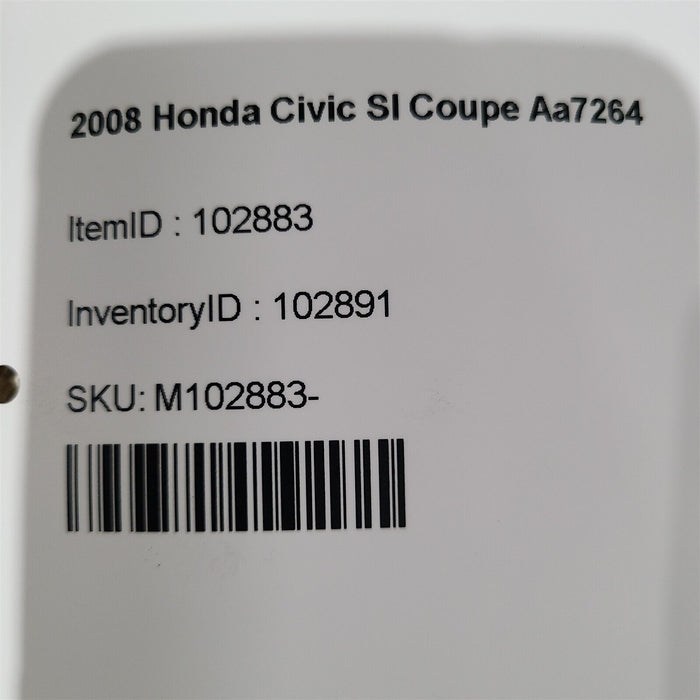 2008 Honda Civic SI Coupe Aa7264
ItemID : 102883
InventoryID : 102891
SKU: M102883-